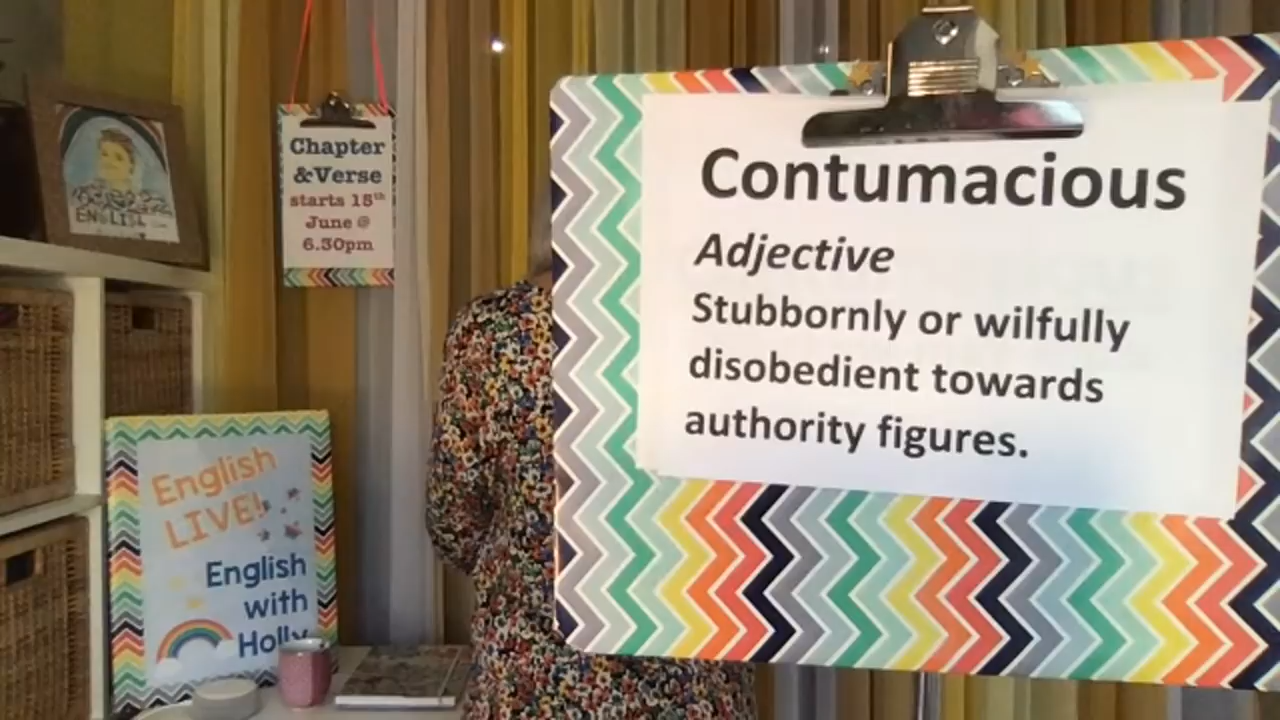 Chapter
&Verse
starts 15th
June @
6.30pm
English
LIVE!
English
with
Holly
Contumacious
Adjective
Stubbornly or wilfully
disobedient towards
authority figures.